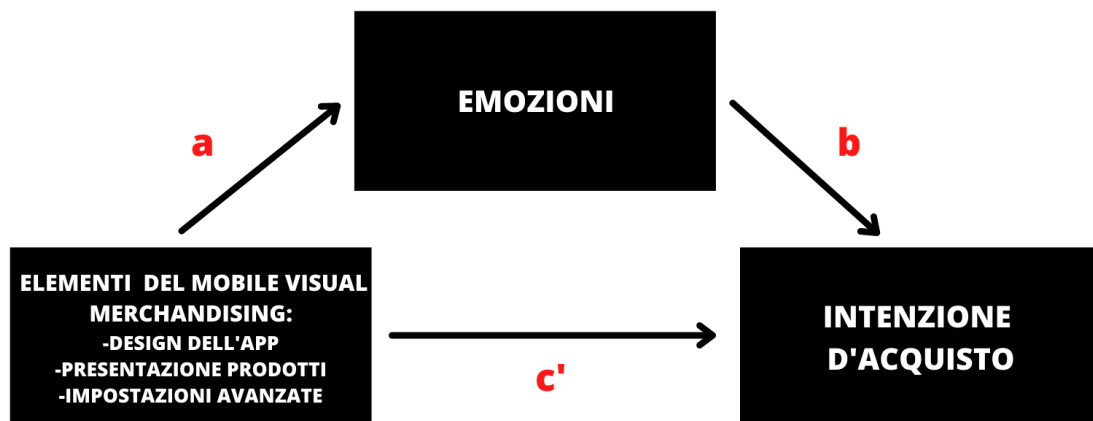 EMOZIONI
a
b
ELEMENTI DEL MOBILE VISUAL
MERCHANDISING:
-DESIGN DELL'APP
-PRESENTAZIONE PRODOTTI
-IMPOSTAZIONI AVANZATE
c'
INTENZIONE
D'ACQUISTO